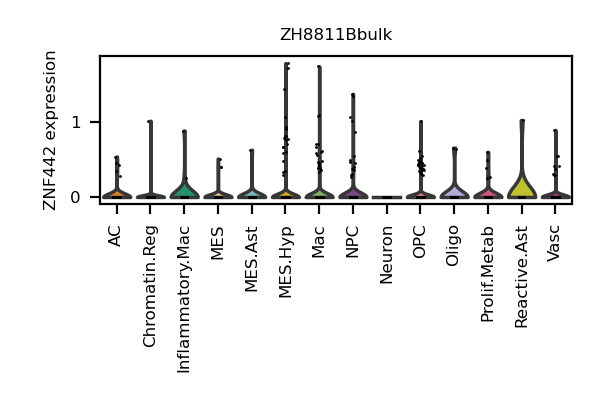 ZH8811Bbulk
ZNF442 expression
1
0
AC
Chromatin.Reg
Inflammatory.Mac
MES
MES.Ast
MES.Hyp
Mac
NPC
Neuron
OPC
Oligo
Prolif.Metab
Reactive.Ast
Vasc